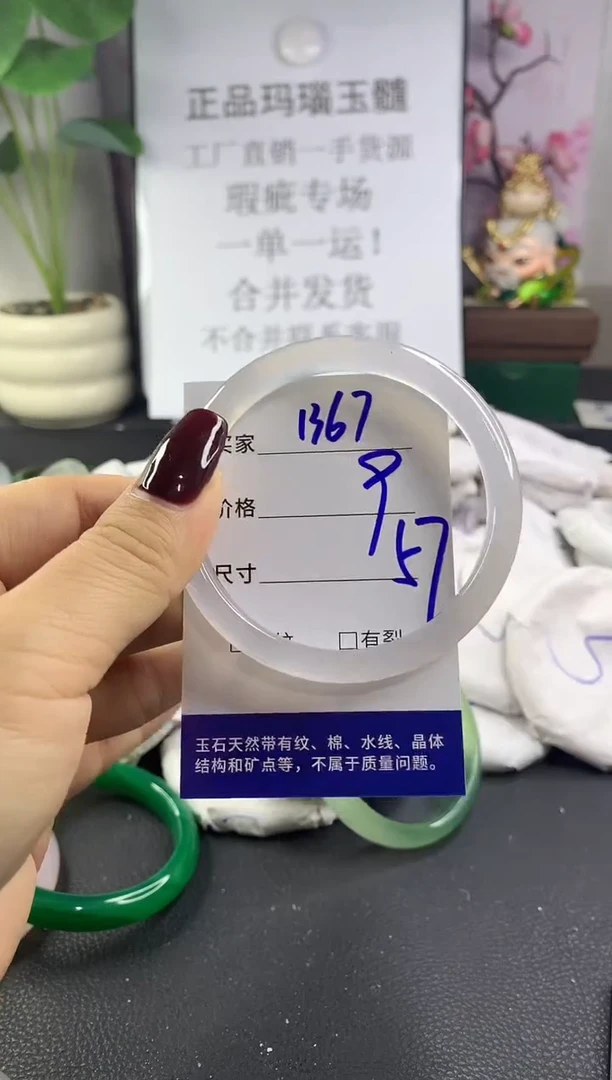 正品玛瑙玉髓
工厂直销一手货源
瑕疵专场
一单一运！
合并发货
不合并联系客服
买家 1367
价格 9
尺寸 57
□纹 □有裂
玉石天然带有纹、棉、水线、晶体
结构和矿点等，不属于质量问题。